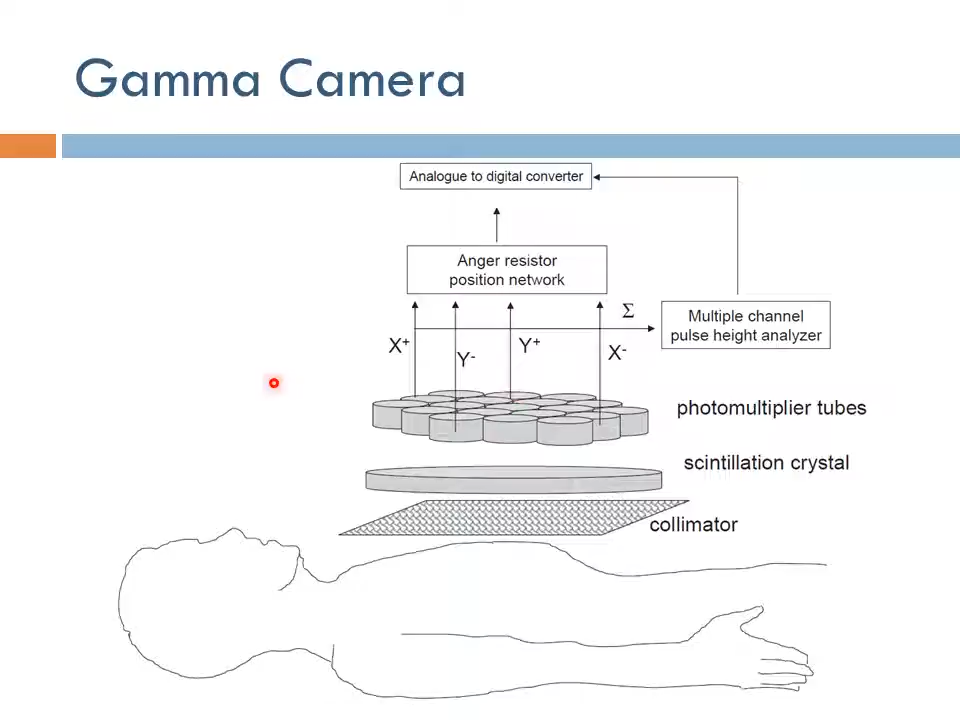 Gamma Camera
Analogue to digital converter
Anger resistor
position network
Σ
Multiple channel
pulse height analyzer
X+
Y-
Y+
X-
photomultiplier tubes
scintillation crystal
collimator